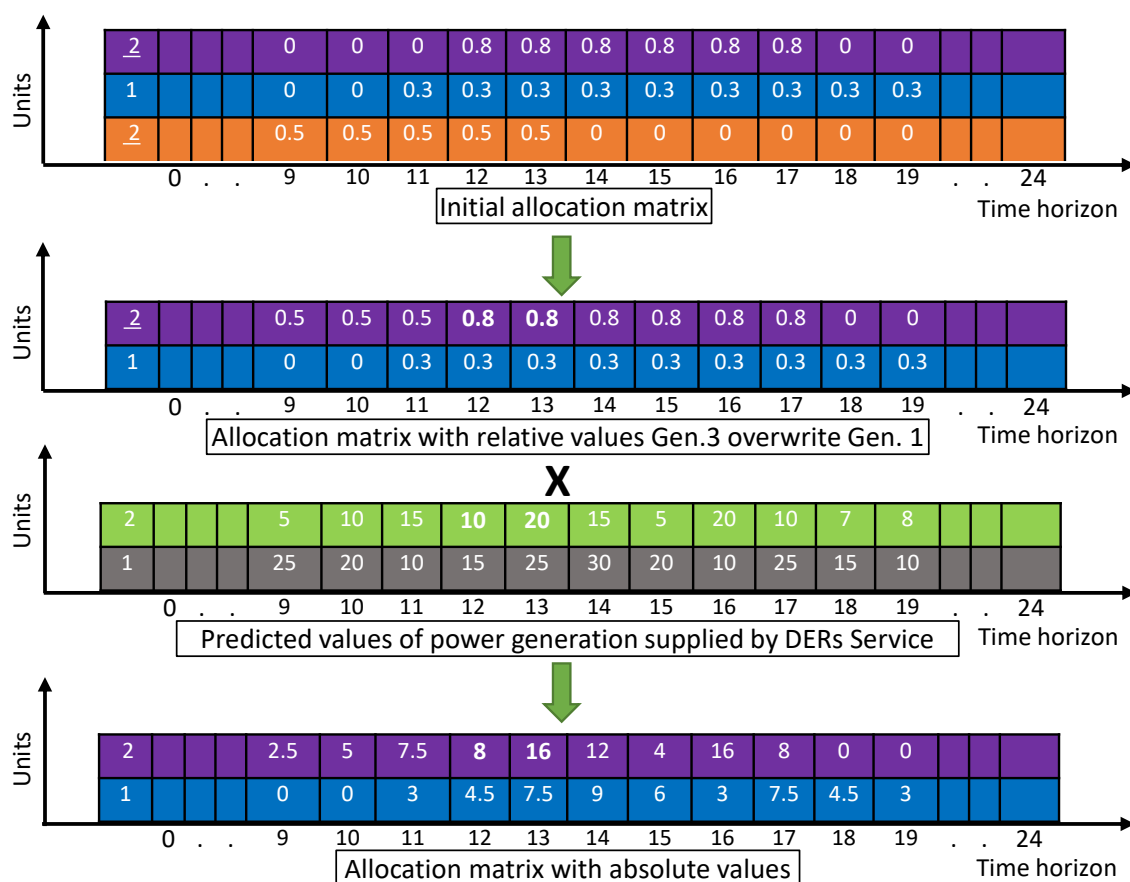 Units
2 0 0 0 0.8 0.8 0.8 0.8 0.8 0.8 0 0
1 0 0 0.3 0.3 0.3 0.3 0.3 0.3 0.3 0.3 0.3
2 0.5 0.5 0.5 0.5 0.5 0 0 0 0 0 0
0 . . 9 10 11 12 13 14 15 16 17 18 19 . . 24
Initial allocation matrix
Time horizon
Units
2 0.5 0.5 0.5 0.8 0.8 0.8 0.8 0.8 0.8 0 0
1 0 0 0.3 0.3 0.3 0.3 0.3 0.3 0.3 0.3 0.3
0 . . 9 10 11 12 13 14 15 16 17 18 19 . . 24
Allocation matrix with relative values Gen.3 overwrite Gen. 1
Time horizon
X
Units
2 5 10 15 10 20 15 5 20 10 7 8
1 25 20 10 15 25 30 20 10 25 15 10
0 . . 9 10 11 12 13 14 15 16 17 18 19 . . 24
Predicted values of power generation supplied by DERs Service
Time horizon
Units
2 2.5 5 7.5 8 16 12 4 16 8 0 0
1 0 0 3 4.5 7.5 9 6 3 7.5 4.5 3
0 . . 9 10 11 12 13 14 15 16 17 18 19 . . 24
Allocation matrix with absolute values
Time horizon